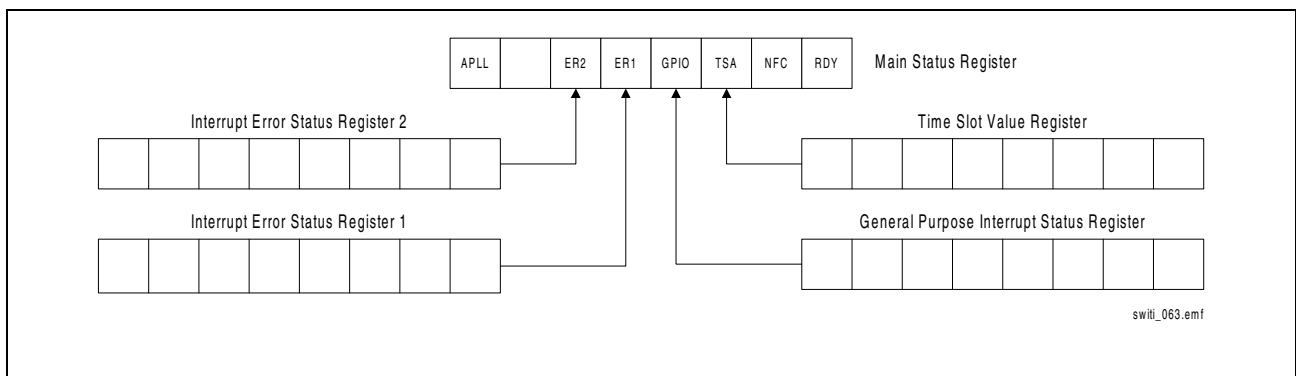 APLL ER2 ER1 GPIO TSA NFC RDY Main Status Register
Interrupt Error Status Register 2
Time Slot Value Register
Interrupt Error Status Register 1
General Purpose Interrupt Status Register
switi_063.emf